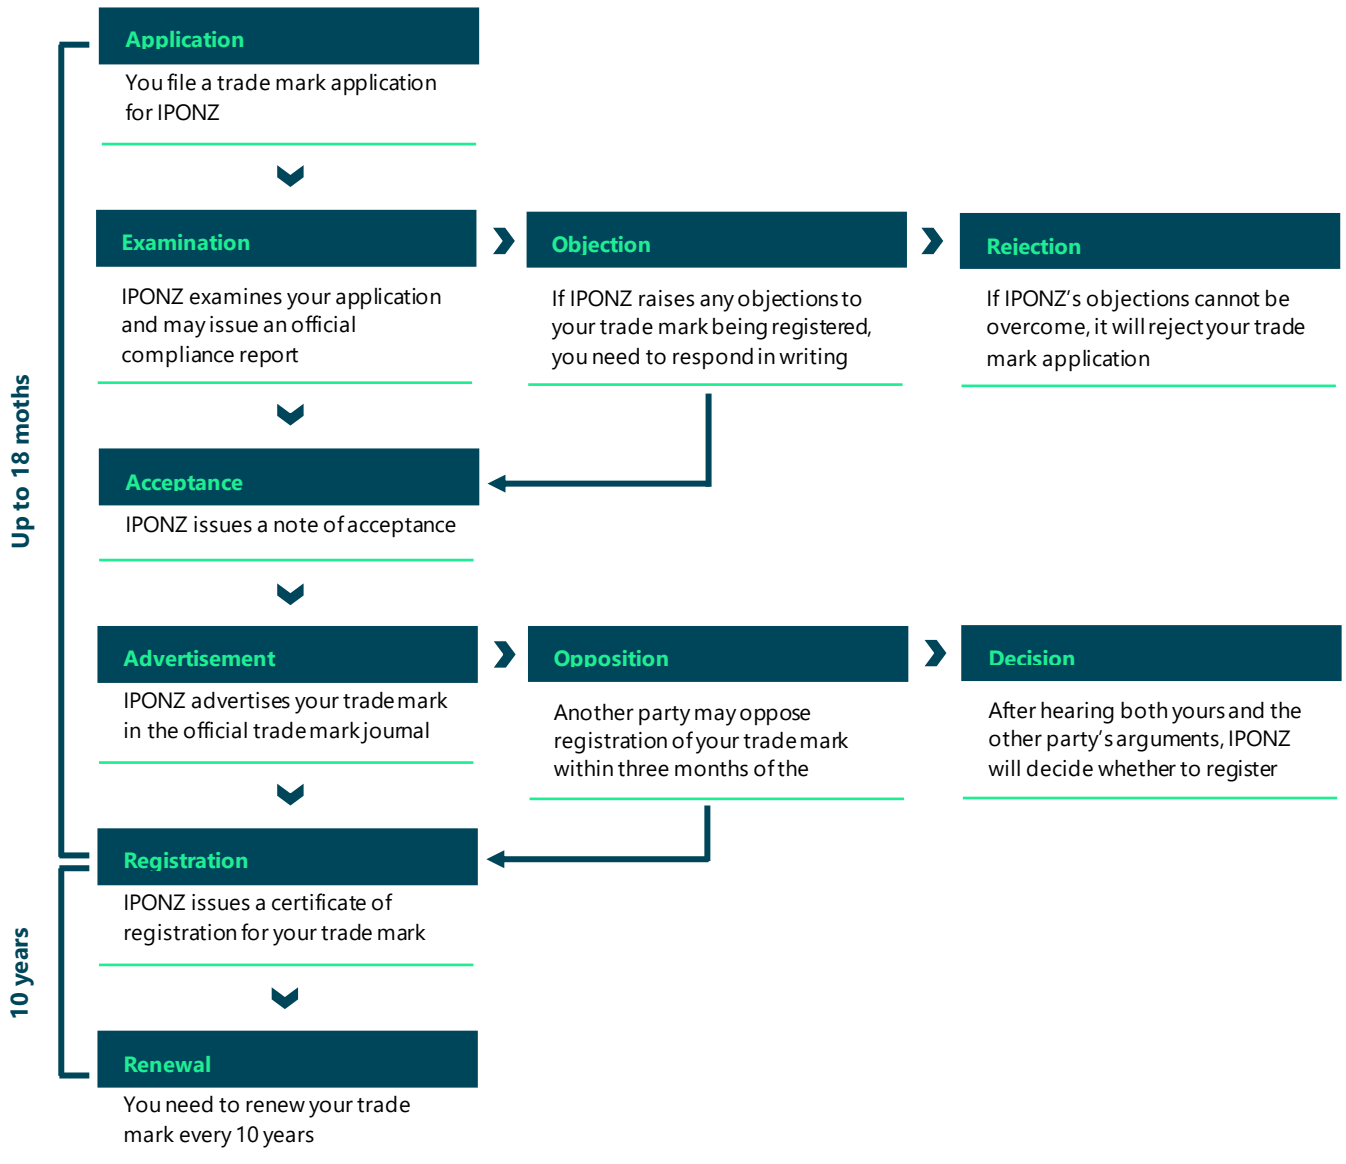 Application
You file a trade mark application
for IPONZ
Examination
IPONZ examines your application
and may issue an official
compliance report
Objection
If IPONZ raises any objections to
your trade mark being registered,
you need to respond in writing
Rejection
If IPONZ's objections cannot be
overcome, it will reject your trade
mark application
Acceptance
IPONZ issues a note of acceptance
Advertisement
IPONZ advertises your trade mark
in the official trade mark journal
Opposition
Another party may oppose
registration of your trade mark
within three months of the
Decision
After hearing both yours and the
other party's arguments, IPONZ
will decide whether to register
Registration
IPONZ issues a certificate of
registration for your trade mark
Renewal
You need to renew your trade
mark every 10 years
Up to 18 moths
10 years